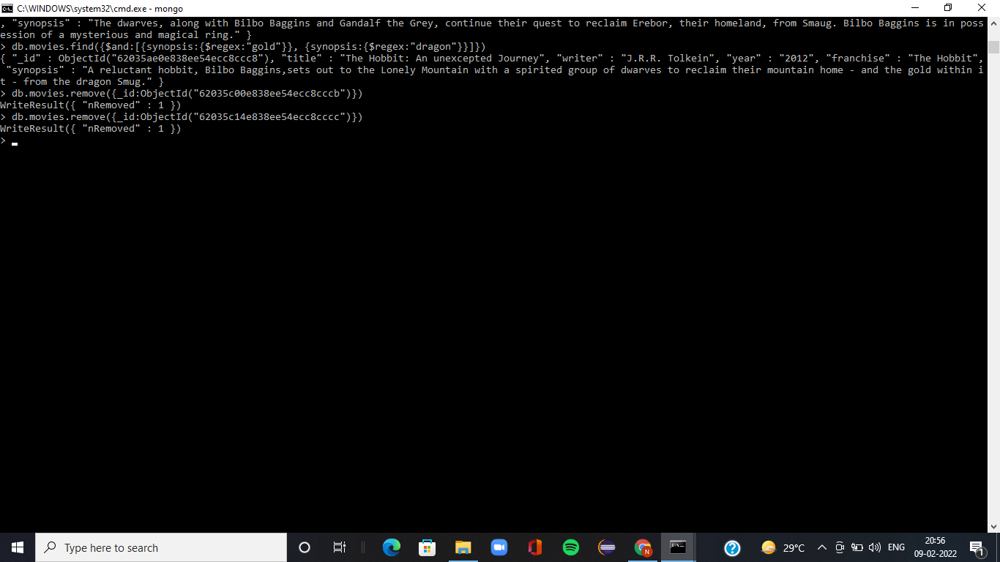 C:\WINDOWS\system32\cmd.exe - mongo
, "synopsis" : "The dwarves, along with Bilbo Baggins and Gandalf the Grey, continue their quest to reclaim Erebor, their homeland, from Smaug. Bilbo Baggins is in poss
ession of a mysterious and magical ring." }
> db.movies.find({$and:[{synopsis:{$regex:"gold"}}, {synopsis:{$regex:"dragon"}}]})
{ "_id" : ObjectId("62035ae0e838ee54ecc8ccc8"), "title" : "The Hobbit: An unexcepted Journey", "writer" : "J.R.R. Tolkein", "year" : "2012", "franchise" : "The Hobbit",
 "synopsis" : "A reluctant hobbit, Bilbo Baggins,sets out to the Lonely Mountain with a spirited group of dwarves to reclaim their mountain home - and the gold within i
t - from the dragon Smug." }
> db.movies.remove({_id:ObjectId("62035c00e838ee54ecc8cccb")})
WriteResult({ "nRemoved" : 1 })
> db.movies.remove({_id:ObjectId("62035c14e838ee54ecc8cccc")})
WriteResult({ "nRemoved" : 1 })
>
Type here to search
29°C
ENG
20:56
09-02-2022
1